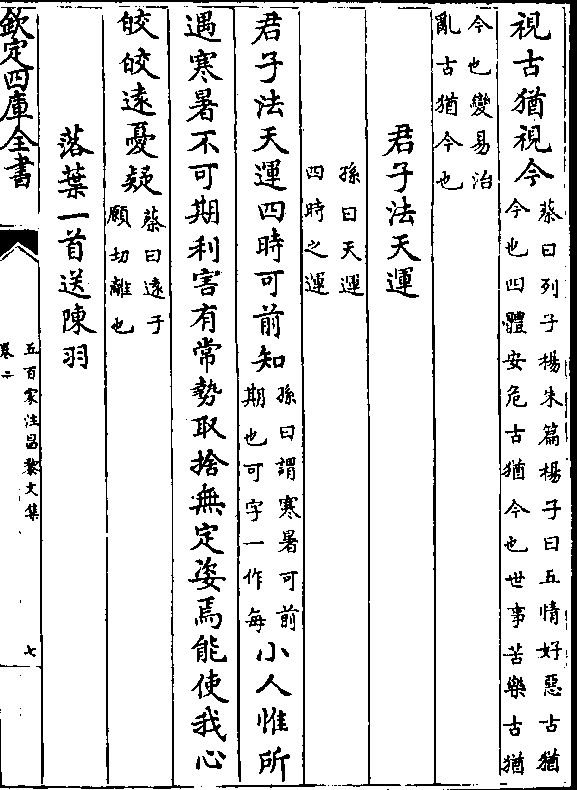 視古猶視今蔡曰列子楊朱篇楊子曰五情好惡古猶
今也四體安危古猶今也世事苦樂古猶
今也變易治
亂古猶今也
君子法天運
孫曰天運
四時之運
君子法天運四時可前知孫曰謂寒暑可前
期也可字一作每小人惟所
遇寒暑不可期利害有常勢取捨無定姿焉能使我心
皎皎遠憂疑蔡曰遠于
願切離也
落葉一首送陳羽
欽定四庫全書
五百家注昌黎文集
卷二
七